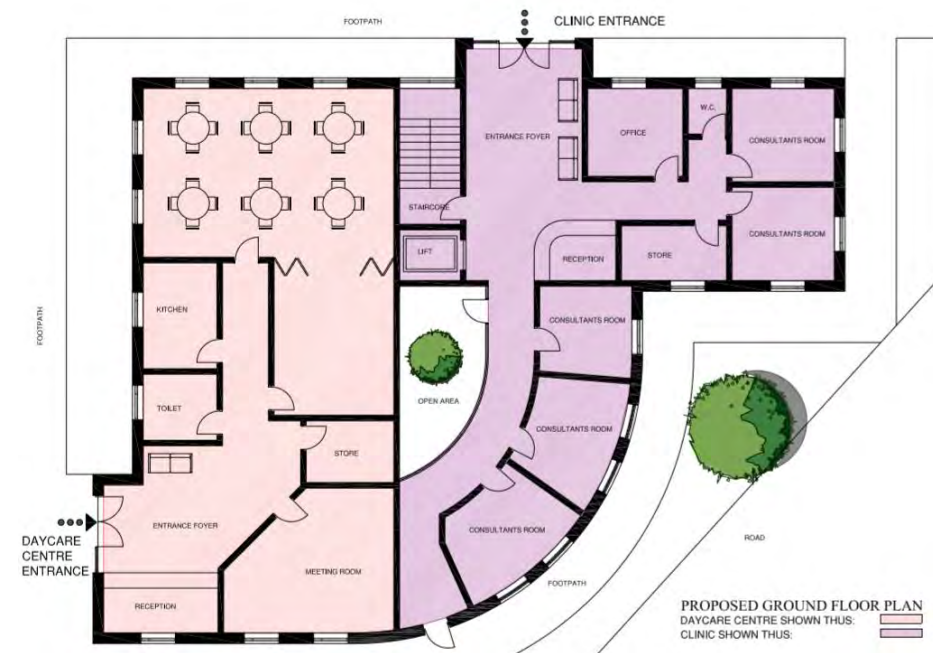 FOOTPATH
CLINIC ENTRANCE
W.C.
OFFICE
ENTRANCE FOYER
CONSULTANTS ROOM
STAIRCORE
CONSULTANTS ROOM
LIFT
RECEPTION
STORE
KITCHEN
FOOTPATH
CONSULTANTS ROOM
OPEN AREA
TOILET
CONSULTANTS ROOM
STORE
ENTRANCE FOYER
CONSULTANTS ROOM
DAYCARE
CENTRE
ENTRANCE
ROAD
MEETING ROOM
FOOTPATH
RECEPTION
PROPOSED GROUND FLOOR PLAN
DAYCARE CENTRE SHOWN THUS:
CLINIC SHOWN THUS: